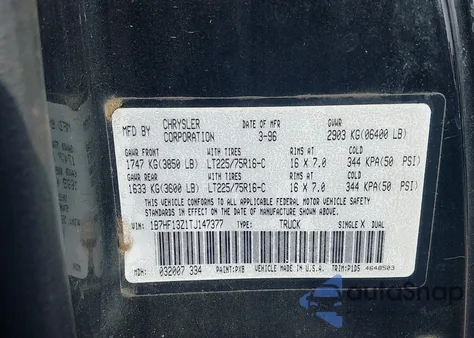 MFD BY CHRYSLER CORPORATION DATE OF MFR 3-96 GVWR 2903 KG(06400 LB)
GAWR FRONT WITH TIRES RIMS AT COLD
1747 KG(3850 LB) LT225/75R16-C 16 X 7.0 344 KPA(50 PSI)
GAWR REAR WITH TIRES RIMS AT COLD
1633 KG(3600 LB) LT225/75R16-C 16 X 7.0 344 KPA(50 PSI)
THIS VEHICLE CONFORMS TO ALL APPLICABLE FEDERAL MOTOR VEHICLE SAFETY STANDARDS IN EFFECT ON THE DATE OF MANUFACTURE SHOWN ABOVE.
VIN: 1B7HF13Z1TJ147377 TYPE: TRUCK SINGLE X DUAL
MDH: 032007 334 PAINT: PXB VEHICLE MADE IN U.S.A. TRIM: P1DS 4648503
AutoSnap